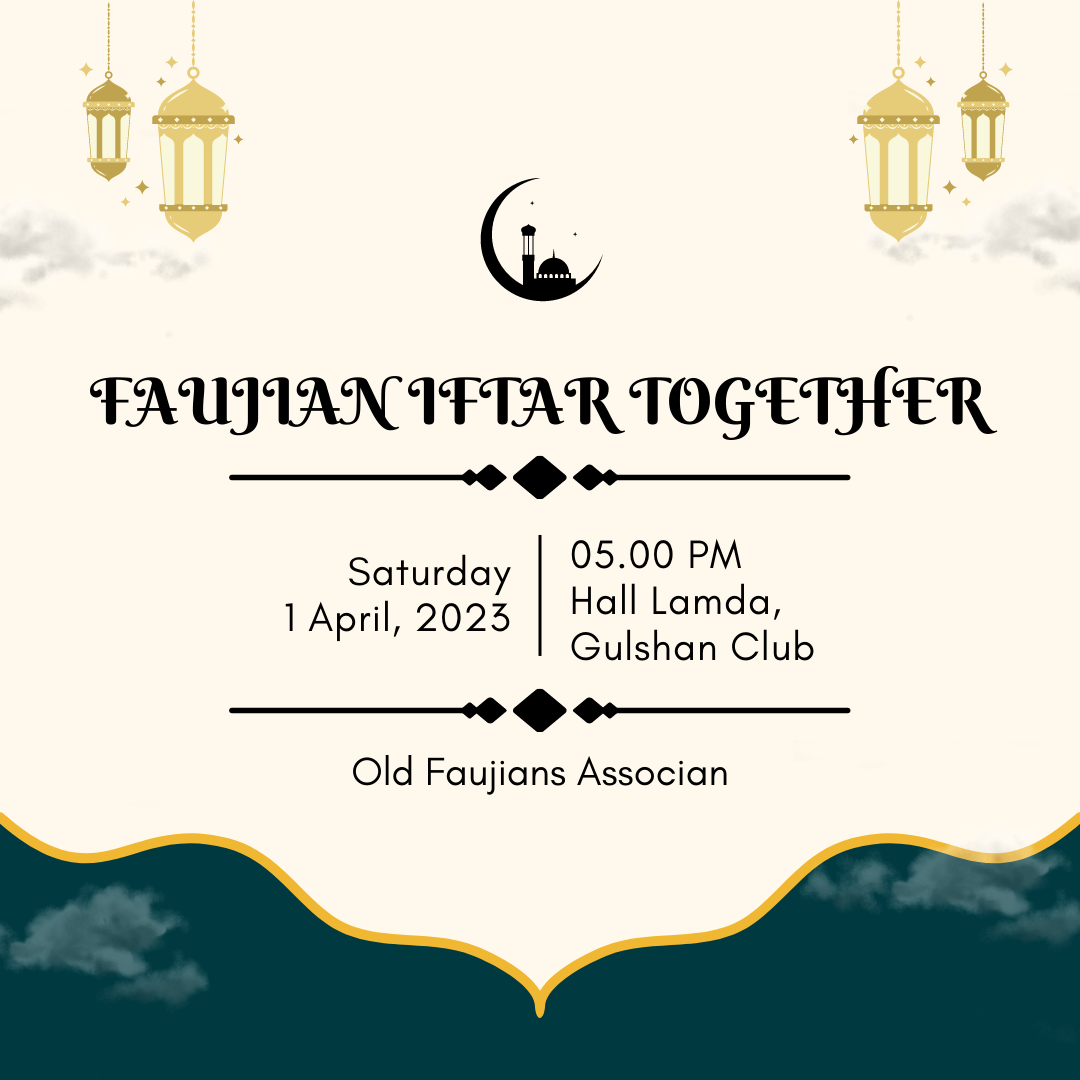 FAUJIAN IFTAR TOGETHER
Saturday
1 April, 2023
05.00 PM
Hall Lamda,
Gulshan Club
Old Faujians Associan